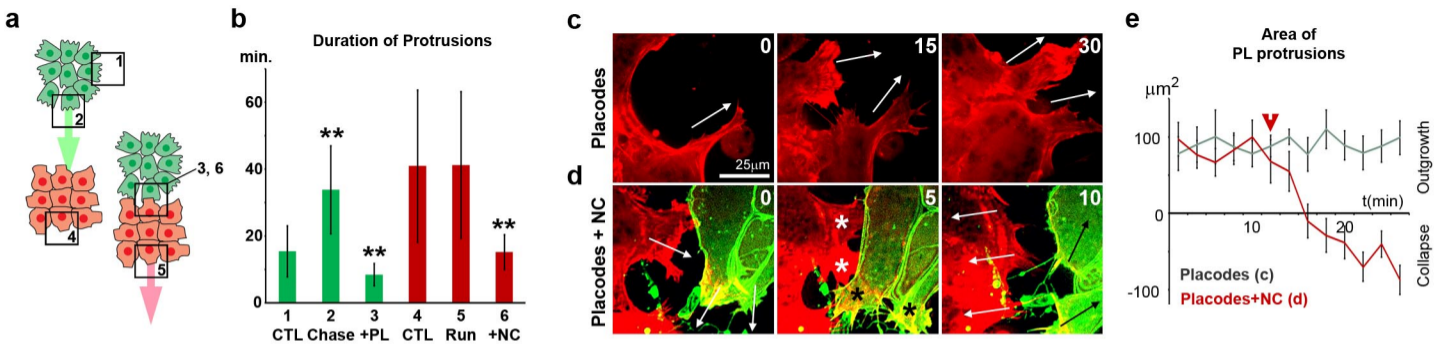 a
1
2
3, 6
4
5
b
Duration of Protrusions
min.
60
40
20
0
**
**
**
1 2 3 4 5 6
CTL Chase +PL CTL Run +NC
c
Placodes
0
15
30
25µm
d
Placodes + NC
0
5
10
*
*
*
*
e
Area of
PL protrusions
µm2
100
0
-100
10
20
t(min)
Outgrowth
Collapse
Placodes (c)
Placodes+NC (d)